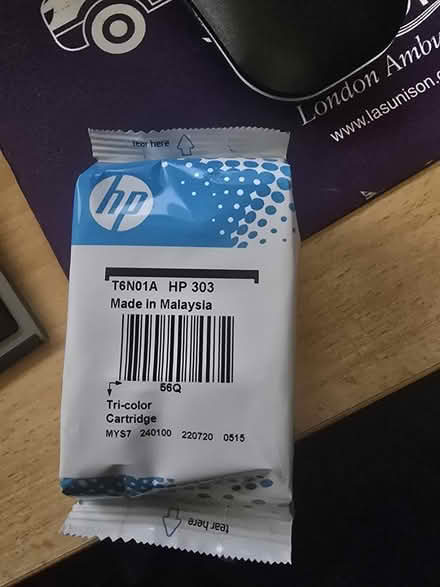 London Ambu
www.lasunison.c
tear here
hp
T6N01A HP 303
Made in Malaysia
56Q
Tri-color
Cartridge
MYS7 240100 220720 0515
tear here